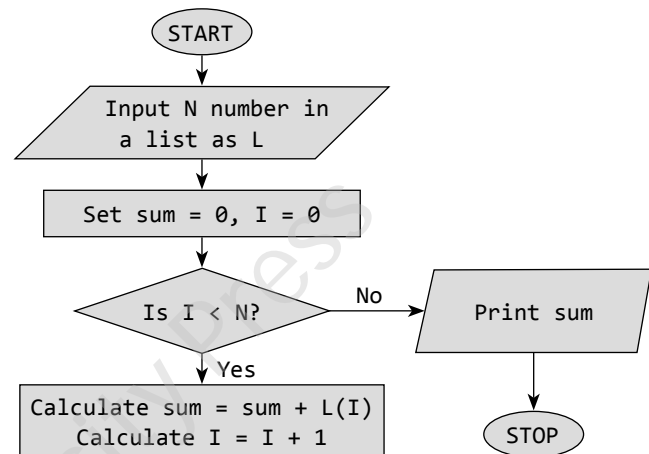 START
Input N number in
a list as L
Set sum = 0, I = 0
Is I < N?
No
Print sum
Yes
Calculate sum = sum + L(I)
Calculate I = I + 1
STOP
Press